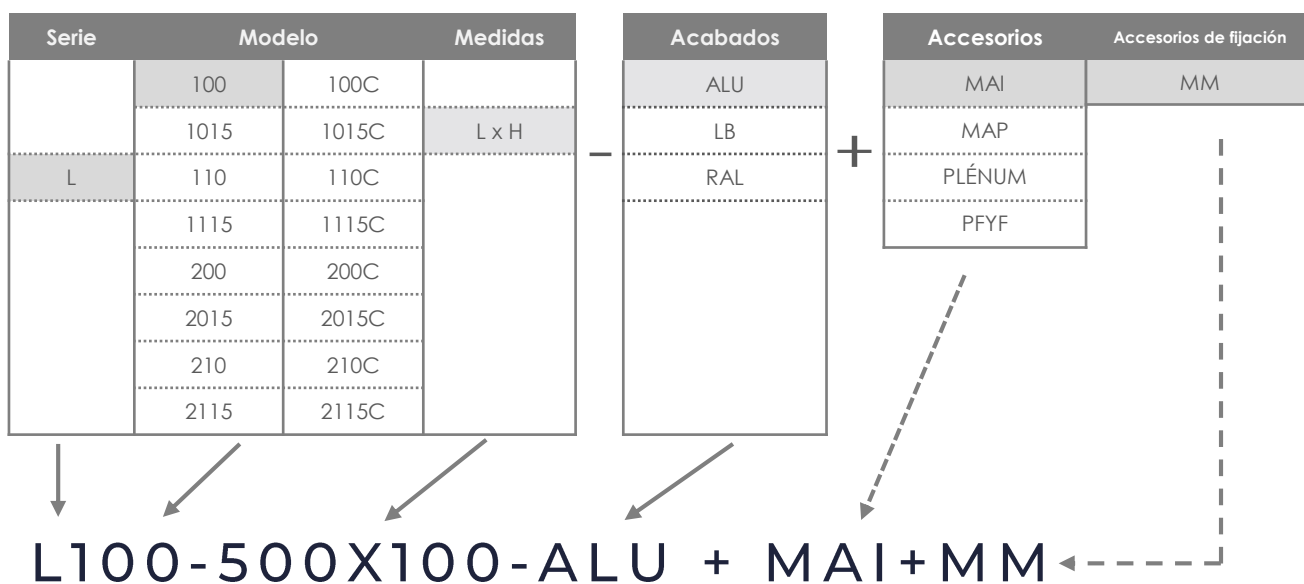 Serie Modelo Medidas Acabados Accesorios Accesorios de fijación
100 100C ALU MAI MM
1015 1015C L x H – LB + MAP
L 110 110C RAL PLÉNUM
1115 1115C PFYF
200 200C
2015 2015C
210 210C
2115 2115C
L100-500X100-ALU + MAI+MM